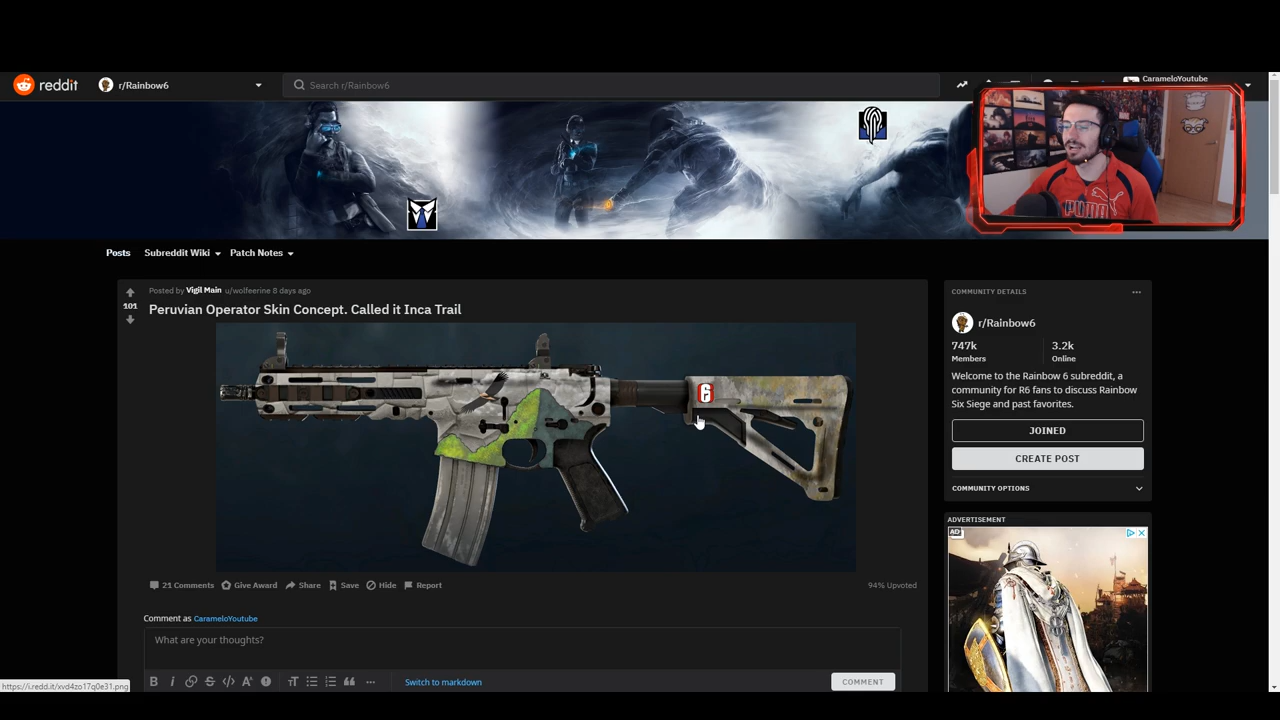 reddit
r/Rainbow6
Search r/Rainbow6
CarameloYoutube
PUMA
Posts
Subreddit Wiki
Patch Notes
101
Posted by Vigil Main u/wolfeerine 8 days ago
Peruvian Operator Skin Concept. Called it Inca Trail
6
21 Comments
Give Award
Share
Save
Hide
Report
94% Upvoted
Comment as CarameloYoutube
What are your thoughts?
Switch to markdown
COMMENT
COMMUNITY DETAILS
r/Rainbow6
747k
3.2k
Members
Online
Welcome to the Rainbow 6 subreddit, a
community for R6 fans to discuss Rainbow
Six Siege and past favorites.
JOINED
CREATE POST
COMMUNITY OPTIONS
ADVERTISEMENT
AD
https://i.redd.it/xvd4zo17q0e31.png